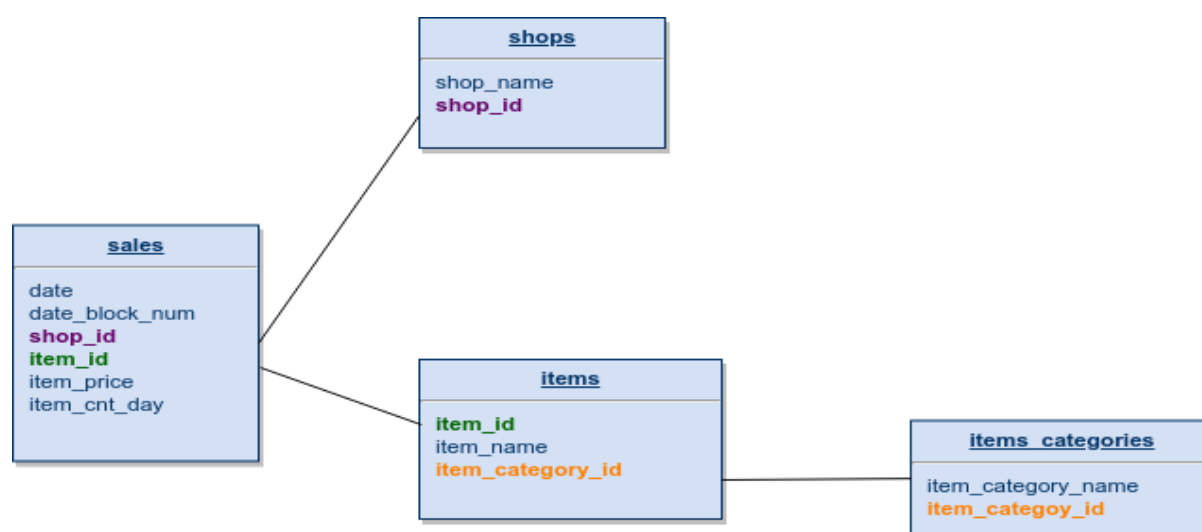 shops
shop_name
shop_id
sales
date
date_block_num
shop_id
item_id
item_price
item_cnt_day
items
item_id
item_name
item_category_id
items_categories
item_category_name
item_categoy_id